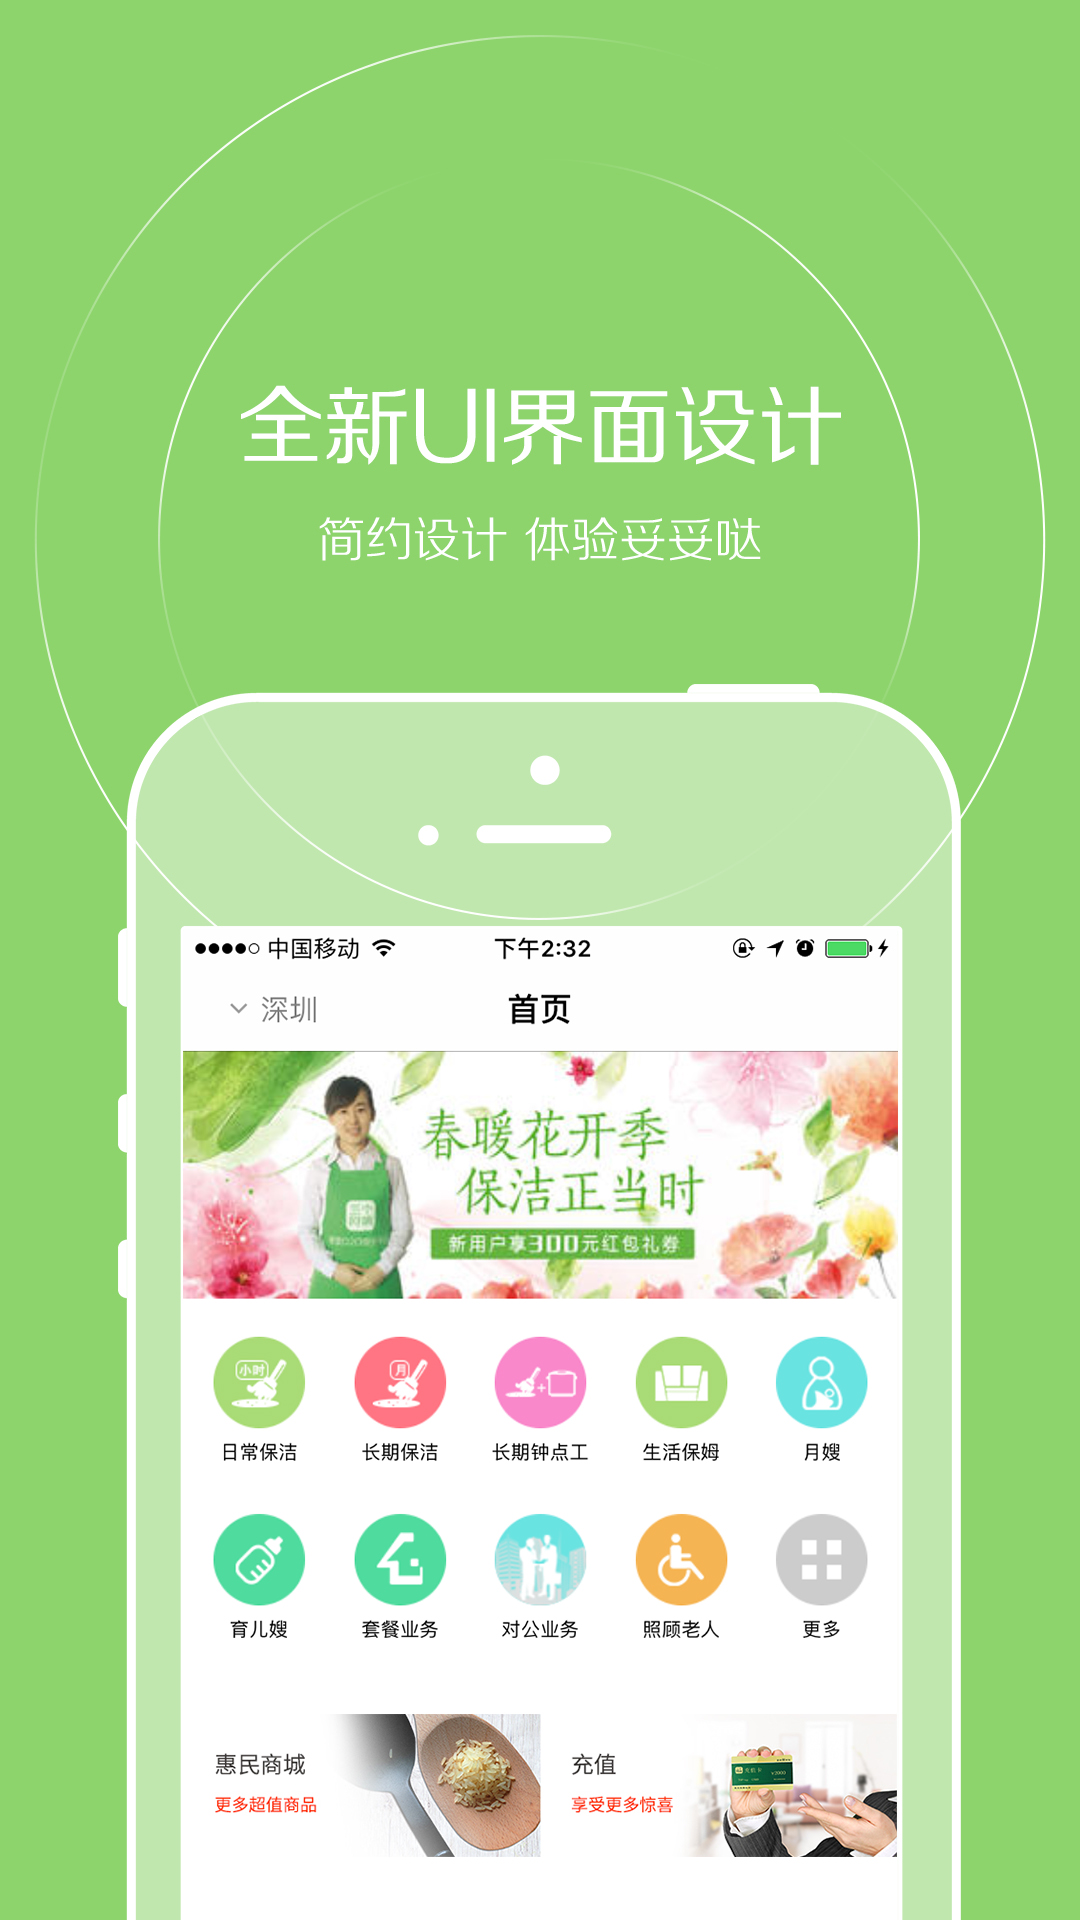 全新UI界面设计
简约设计 体验妥妥哒
中国移动 下午2:32
深圳 首页
春暖花开季
保洁正当时
新用户享300元红包礼券
小时 月
日常保洁 长期保洁 长期钟点工 生活保姆 月嫂
育儿嫂 套餐业务 对公业务 照顾老人 更多
惠民商城 充值
更多超值商品 享受更多惊喜